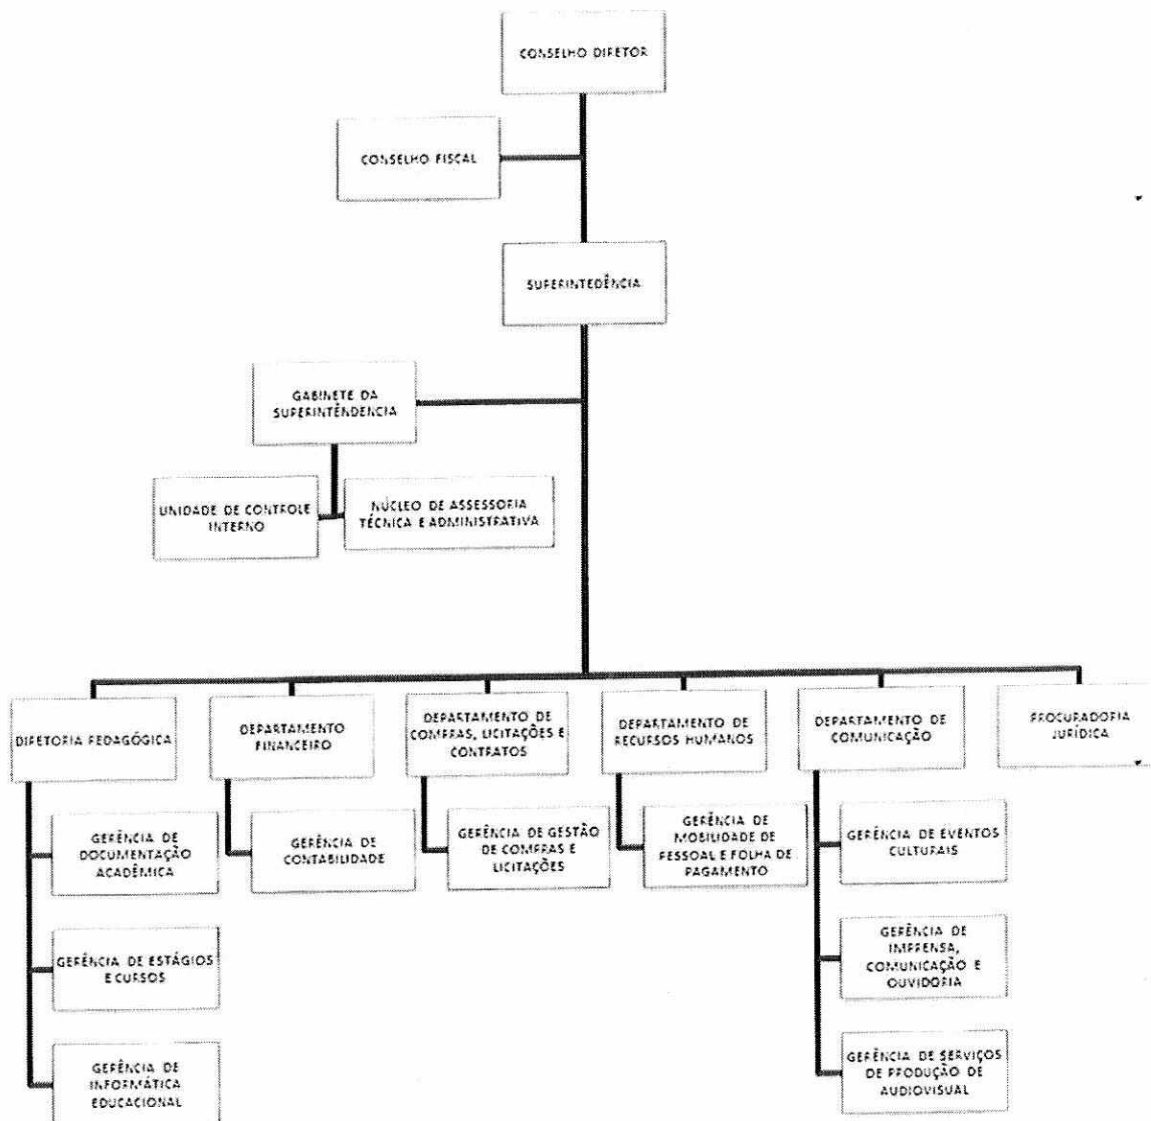 CONSELHO DIRETOR
CONSELHO FISCAL
SUPERINTEDÊNCIA
GABINETE DA
SUPERINTÊNDENCIA
UNIDADE DE CONTROLE
INTERNO
NÚCLEO DE ASSESSORIA
TÉCNICA E ADMINISTRATIVA
DIRETORIA PEDAGÓGICA
DEPARTAMENTO
FINANCEIRO
DEPARTAMENTO DE
COMPRAS, LICITAÇÕES E
CONTRATOS
DEPARTAMENTO DE
RECURSOS HUMANOS
DEPARTAMENTO DE
COMUNICAÇÃO
PROCURADORIA
JURÍDICA
GERÊNCIA DE
DOCUMENTAÇÃO
ACADÊMICA
GERÊNCIA DE
CONTABILIDADE
GERÊNCIA DE GESTÃO
DE COMPRAS E
LICITAÇÕES
GERÊNCIA DE
MOBILIDADE DE
PESSOAL E FOLHA DE
PAGAMENTO
GERÊNCIA DE EVENTOS
CULTURAIS
GERÊNCIA DE ESTÁGIOS
E CURSOS
GERÊNCIA DE
IMPRENSA,
COMUNICAÇÃO E
OUVIDORIA
GERÊNCIA DE
INFORMÁTICA
EDUCACIONAL
GERÊNCIA DE SERVIÇOS
DE PRODUÇÃO DE
AUDIOVISUAL